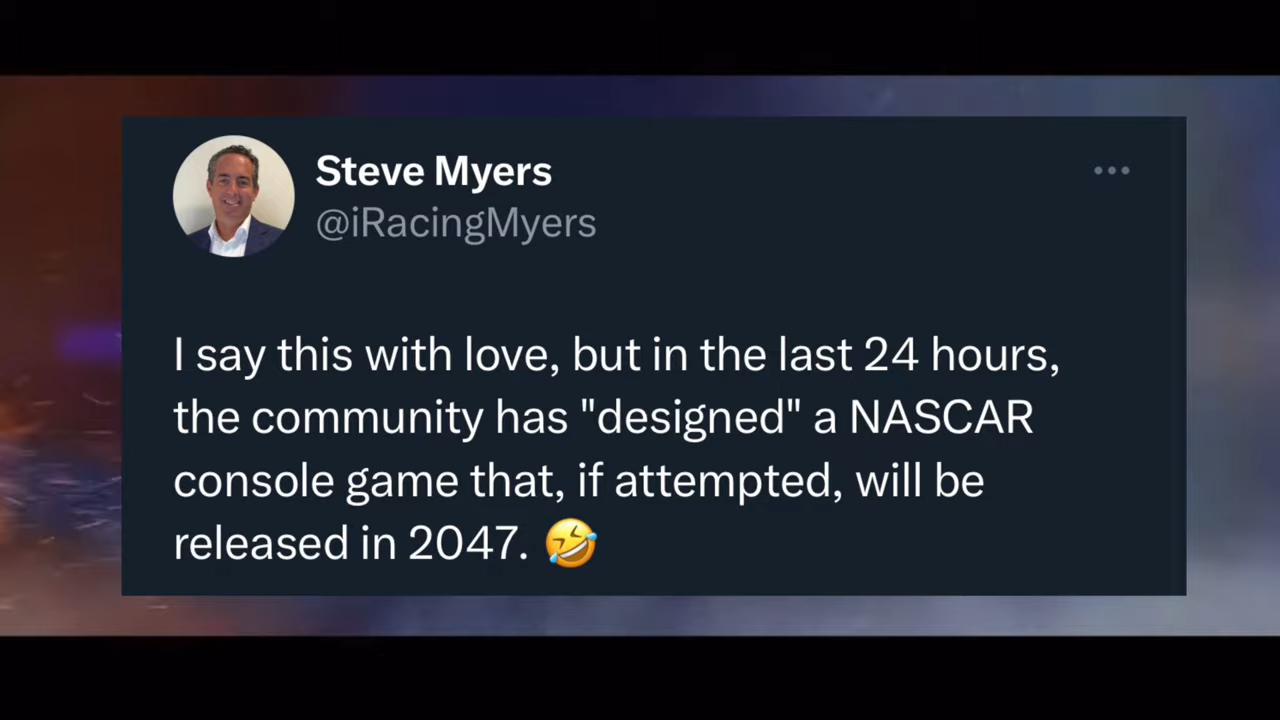 Steve Myers
@iRacingMyers
I say this with love, but in the last 24 hours,
the community has "designed" a NASCAR
console game that, if attempted, will be
released in 2047. 🤣